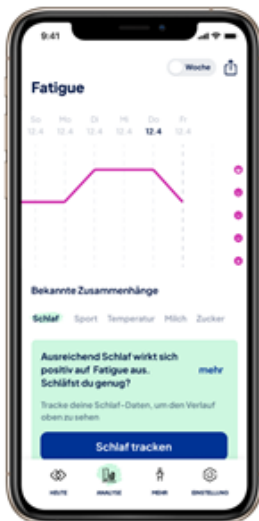 9:41
Woche
Fatigue
So Mo Di Mi Do Fr
12.4 12.4 12.4 12.4 12.4 12.4
Bekannte Zusammenhänge
Schlaf Sport Temperatur Milch Zucker
Ausreichend Schlaf wirkt sich
positiv auf Fatigue aus. mehr
Schläfst du genug?
Tracke deine Schlaf-Daten, um den Verlauf
oben zu sehen
Schlaf tracken
HEUTE ANALYSE MEHR EINSTELLUNG